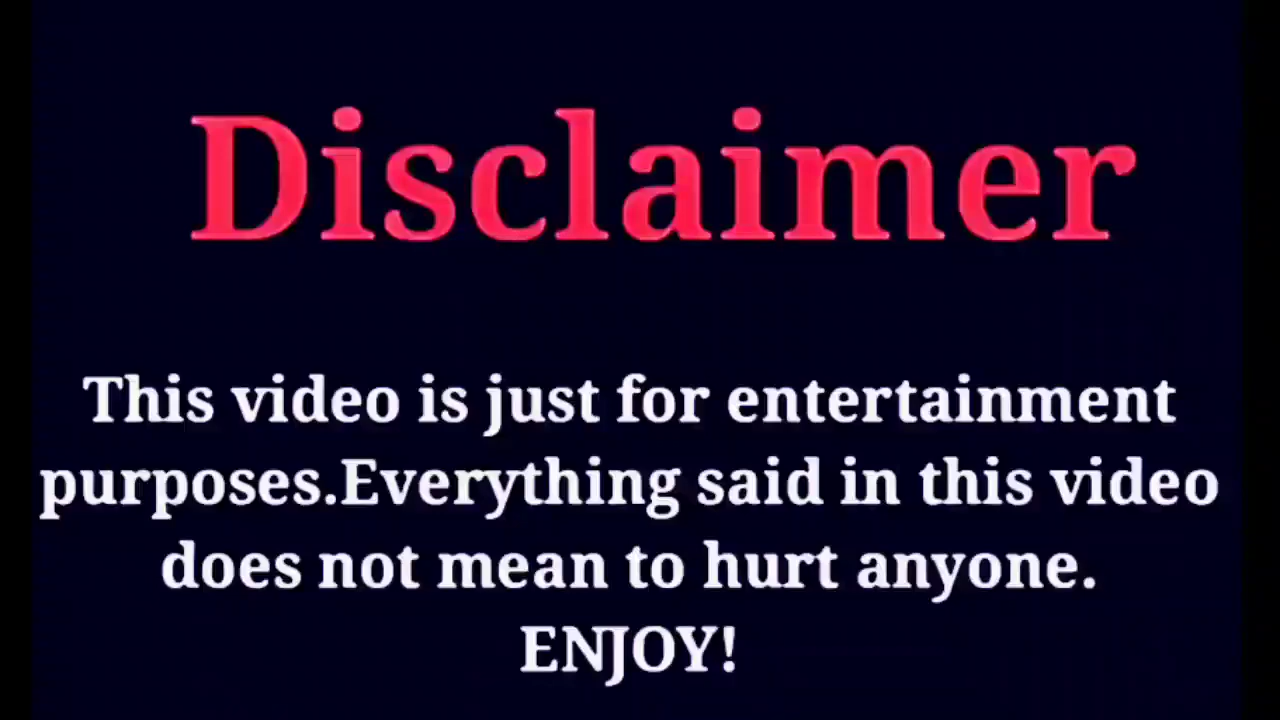 Disclaimer
This video is just for entertainment
purposes.Everything said in this video
does not mean to hurt anyone.
ENJOY!